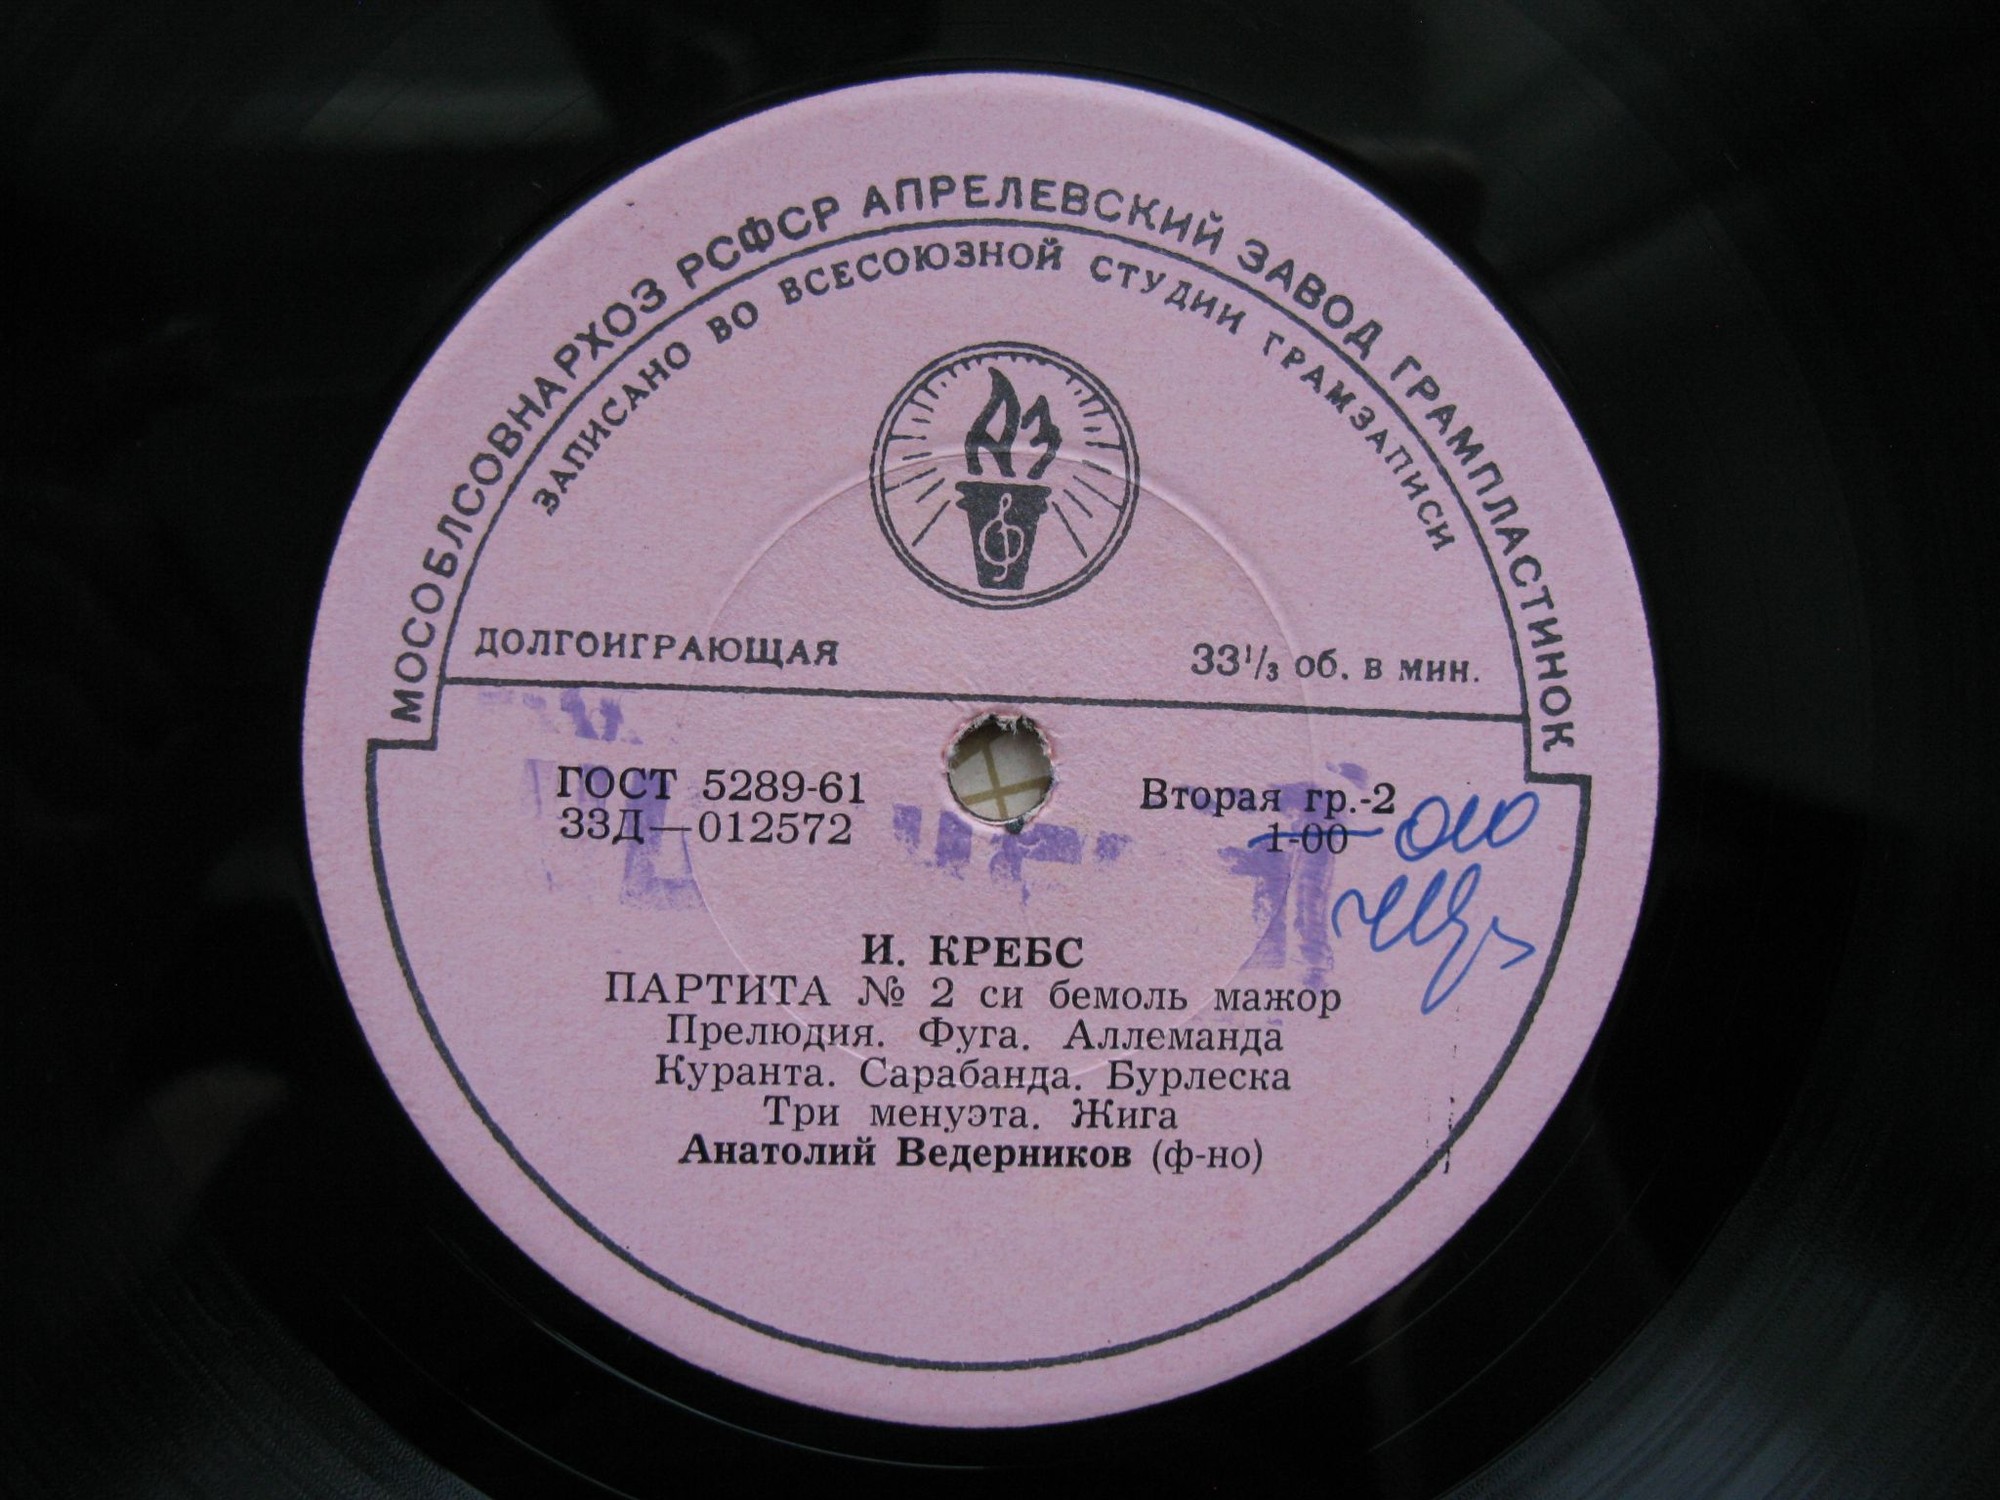 МОСОБЛСОВНАРХОЗ РСФСР АПРЕЛЕВСКИЙ ЗАВОД ГРАМПЛАСТИНОК
ЗАПИСАНО ВО ВСЕСОЮЗНОЙ СТУДИИ ГРАМЗАПИСИ
АЗ
ДОЛГОИГРАЮЩАЯ 33⅓ об. в мин.
ГОСТ 5289-61 Вторая гр.-2
33Д—012572 1-00
И. КРЕБС
ПАРТИТА № 2 си бемоль мажор
Прелюдия. Фуга. Аллеманда
Куранта. Сарабанда. Бурлеска
Три менуэта. Жига
Анатолий Ведерников (ф-но)